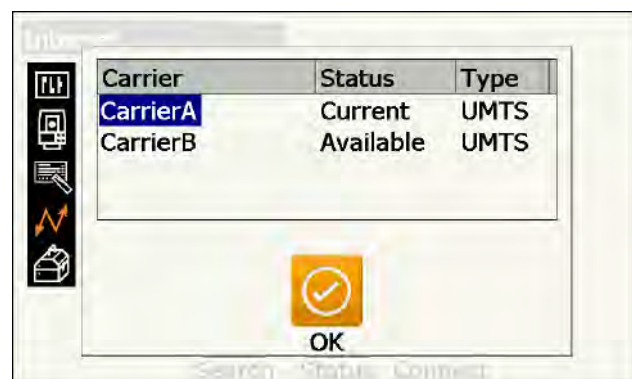 Carrier Status Type
CarrierA Current UMTS
CarrierB Available UMTS
OK
Search Status Connect